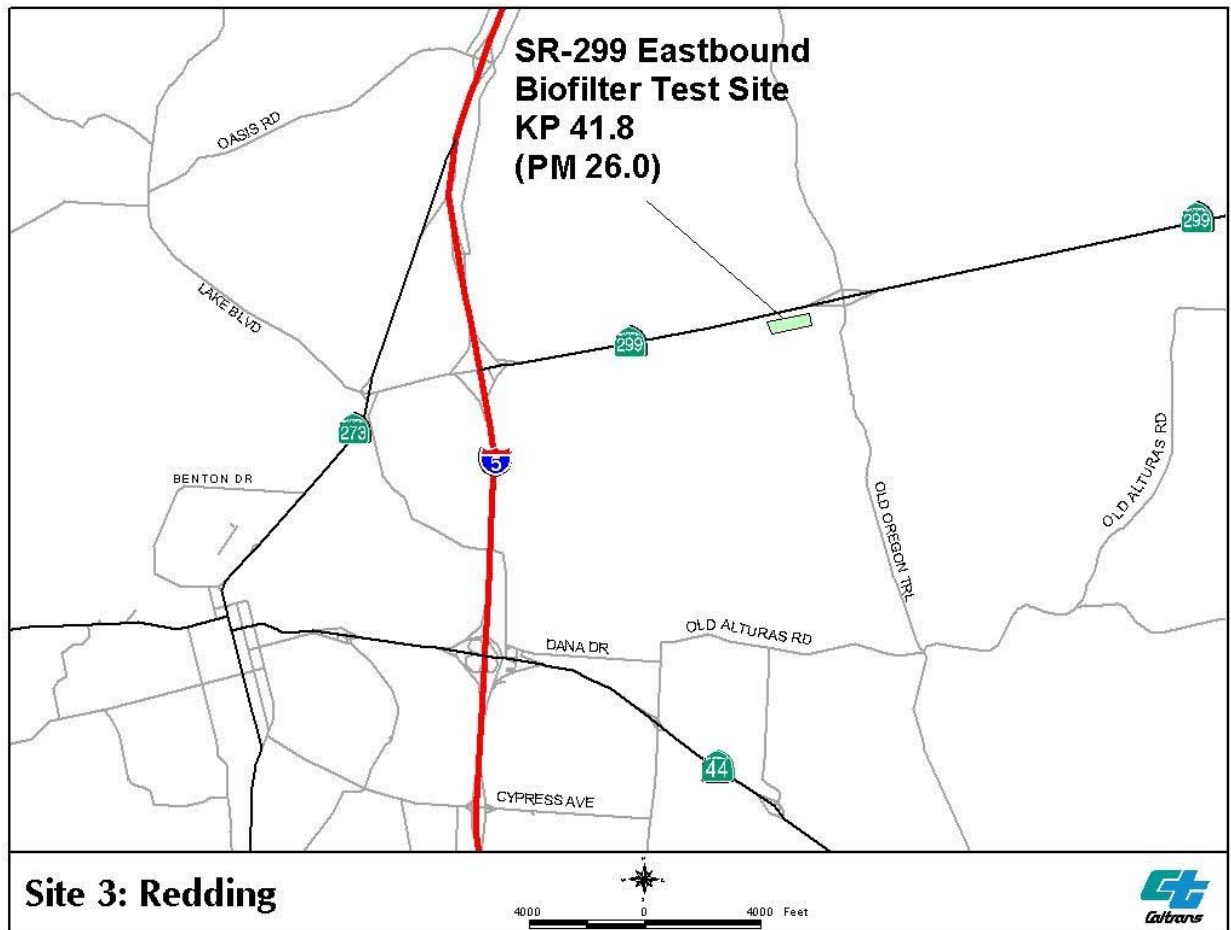 SR-299 Eastbound
Biofilter Test Site
KP 41.8
(PM 26.0)
OASIS RD
299
LAKE BLVD
299
273
5
BENTON DR
OLD ALTURAS RD
OLD OREGON TRL
OLD ALTURAS RD
DANA DR
44
CYPRESS AVE
Site 3: Redding
4000 0 4000 Feet
Ct
Caltrans